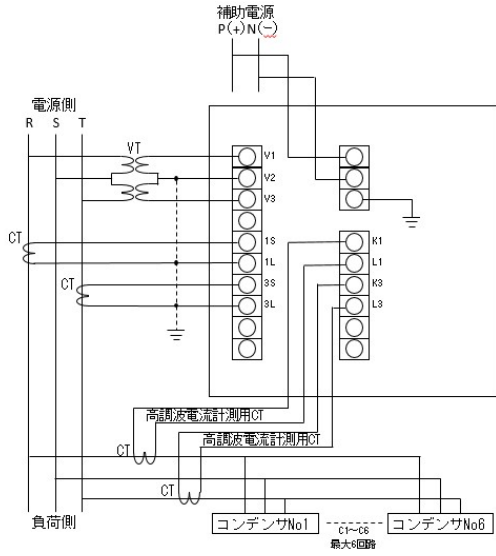 補助電源
P(+) N(－)
電源側
R S T
VT
V1
V2
V3
CT
1S
1L
CT
3S
3L
K1
L1
K3
L3
高調波電流計測用CT
高調波電流計測用CT
CT
CT
負荷側
コンデンサNo1
C1～C6
最大6回路
コンデンサNo6